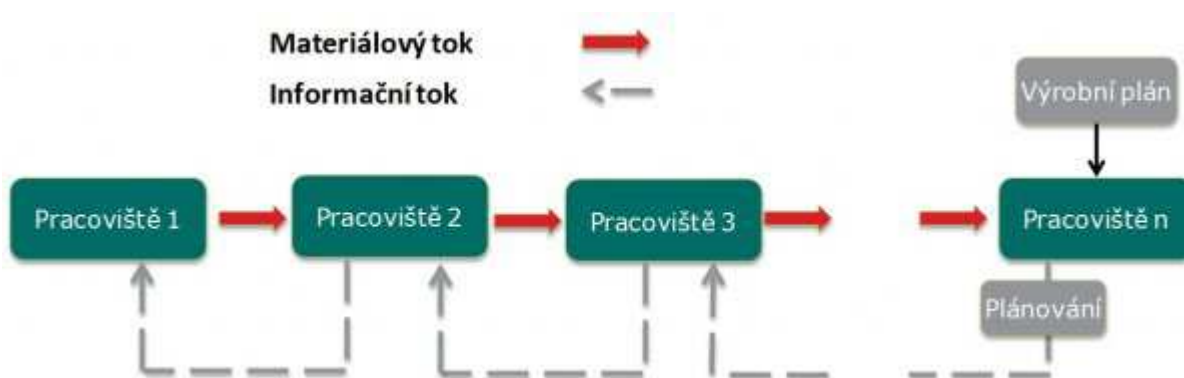 Materiálový tok
Informační tok
Výrobní plán
Pracoviště 1
Pracoviště 2
Pracoviště 3
Pracoviště n
Plánování